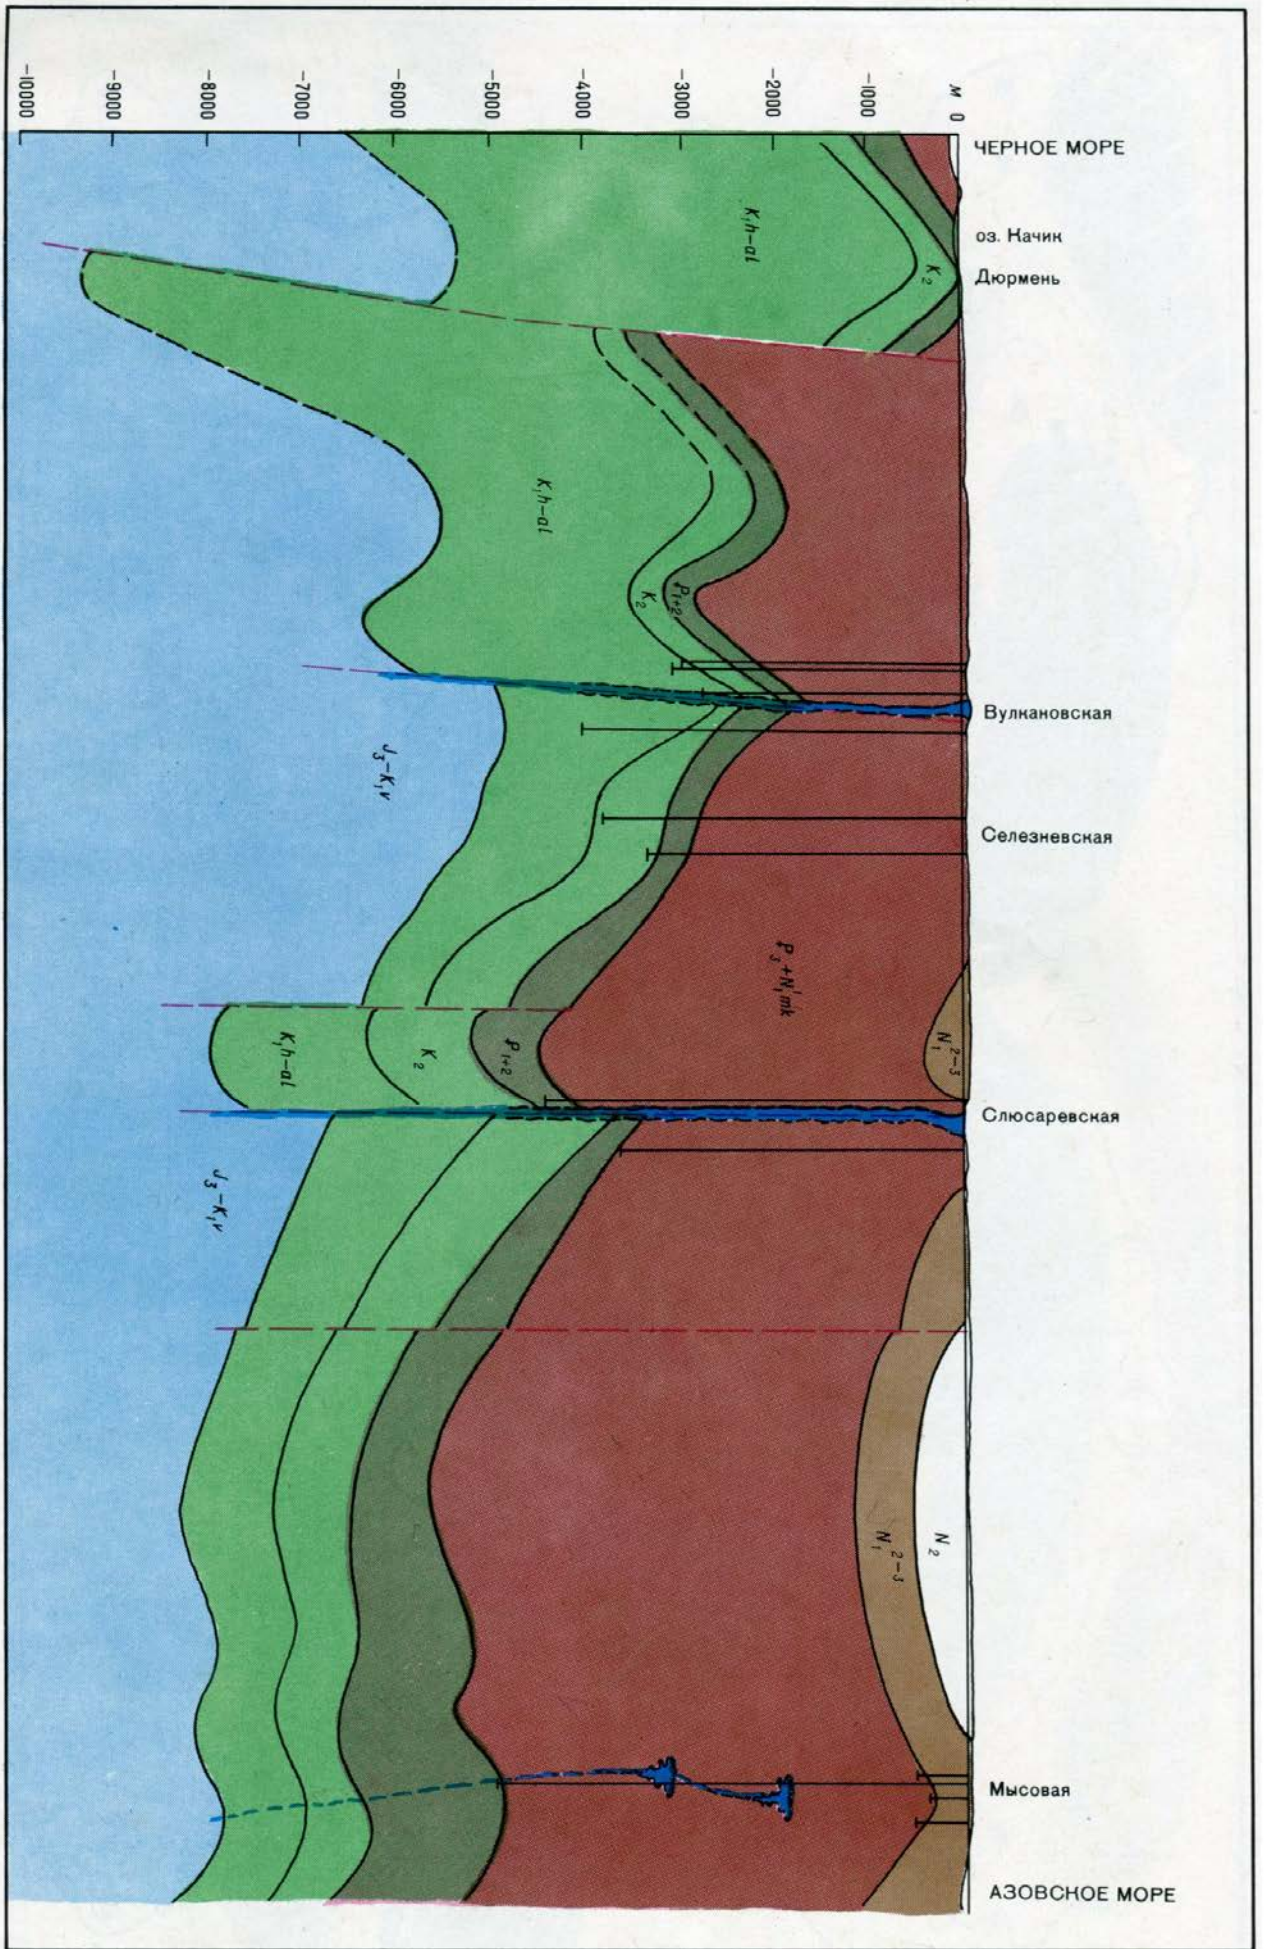 м 0
–1000
–2000
–3000
–4000
–5000
–6000
–7000
–8000
–9000
–10000
ЧЕРНОЕ МОРЕ
оз. Качик
Дюрмень
Вулкановская
Селезневская
Слюсаревская
Мысовая
АЗОВСКОЕ МОРЕ
K₁h–al
K₂
K₁h–al
K₂
P₁₊₂
J₃–K₁v
P₃+N₁¹mk
N₁²⁻³
K₁h–al
K₂
P₁₊₂
J₃–K₁v
N₂
N₁²⁻³